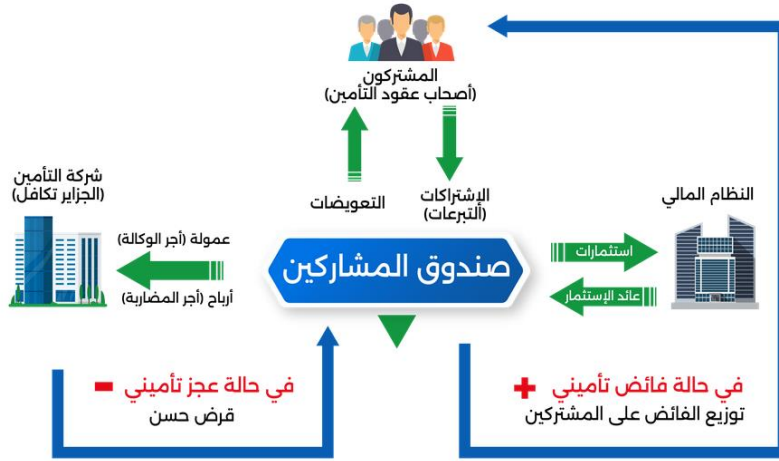 المشتركون
(أصحاب عقود التأمين)
شركة التأمين
(الجزاير تكافل)
النظام المالي
التعويضات
الإشتراكات
(ألتبرعات)
عمولة (أجر الوكالة)
أرباح (أجر المضاربة)
صندوق المشاركين
استثمارات
عائد الإستثمار
في حالة عجز تأميني -
قرض حسن
في حالة فائض تأميني +
توزيع الفائض على المشتركين